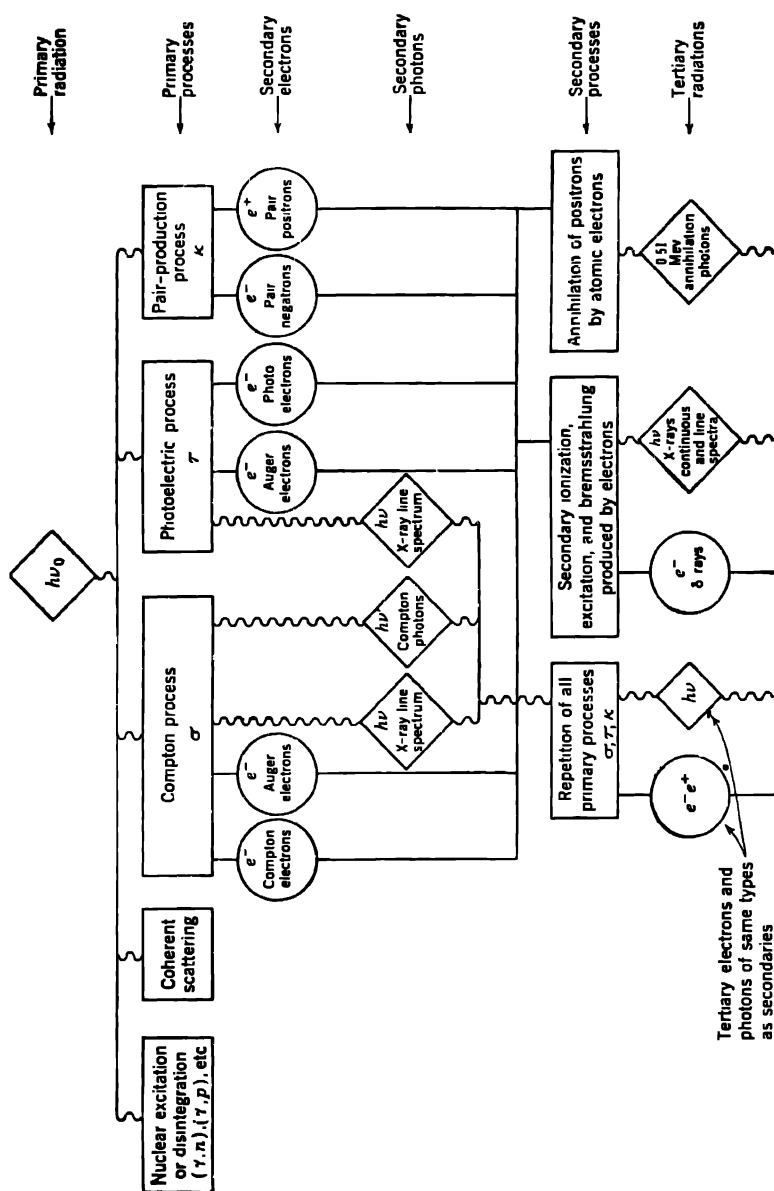 Primary
radiation
Primary
processes
Secondary
electrons
Secondary
photons
Secondary
processes
Tertiary
radiations
hν0
Nuclear excitation
or disintegration
(γ,n),(γ,p), etc
Coherent
scattering
Compton process
σ
Photoelectric process
τ
Pair-production
process
κ
e−
Compton
electrons
e−
Auger
electrons
e−
Auger
electrons
e−
Photo
electrons
e−
Pair
negatrons
e+
Pair
positrons
hν
X-ray line
spectrum
hν'
Compton
photons
hν
X-ray line
spectrum
Repetition of all
primary processes
σ, τ, κ
Secondary ionization,
excitation, and bremsstrahlung
produced by electrons
Annihilation of positrons
by atomic electrons
e− e+
hν
e−
δ rays
hν
X-rays
continuous
and line
spectra
0 51
Mev
annihilation
photons
Tertiary electrons and
photons of same types
as secondaries